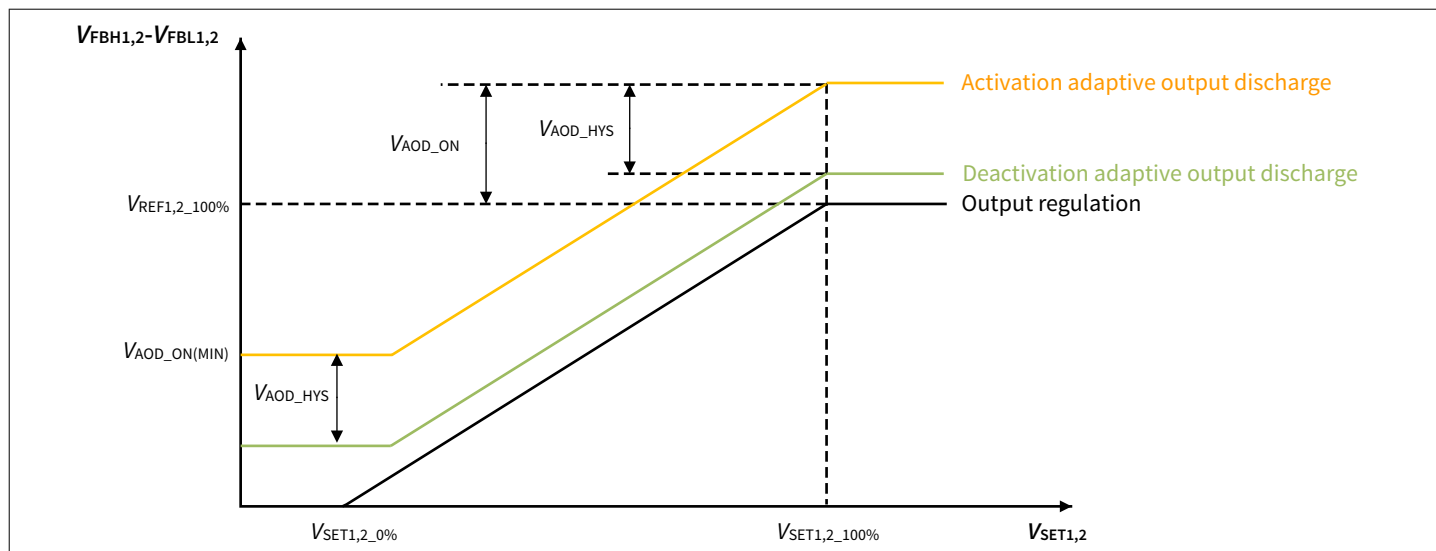 VFBH1,2-VFBL1,2
Activation adaptive output discharge
VAOD_HYS
VAOD_ON
Deactivation adaptive output discharge
VREF1,2_100%
Output regulation
VAOD_ON(MIN)
VAOD_HYS
VSET1,2_0%
VSET1,2_100%
VSET1,2